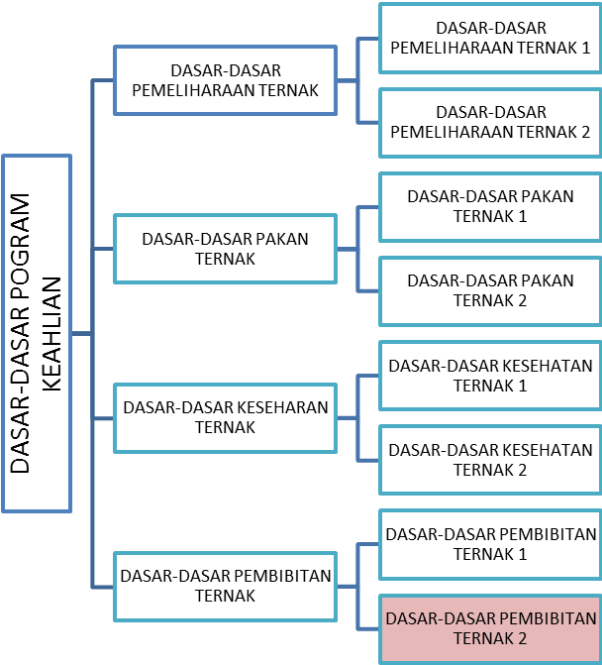 DASAR-DASAR POGRAM
KEAHLIAN
DASAR-DASAR
PEMELIHARAAN TERNAK
DASAR-DASAR
PEMELIHARAAN TERNAK 1
DASAR-DASAR
PEMELIHARAAN TERNAK 2
DASAR-DASAR PAKAN
TERNAK
DASAR-DASAR PAKAN
TERNAK 1
DASAR-DASAR PAKAN
TERNAK 2
DASAR-DASAR KESEHARAN
TERNAK
DASAR-DASAR KESEHATAN
TERNAK 1
DASAR-DASAR KESEHATAN
TERNAK 2
DASAR-DASAR PEMBIBITAN
TERNAK
DASAR-DASAR PEMBIBITAN
TERNAK 1
DASAR-DASAR PEMBIBITAN
TERNAK 2